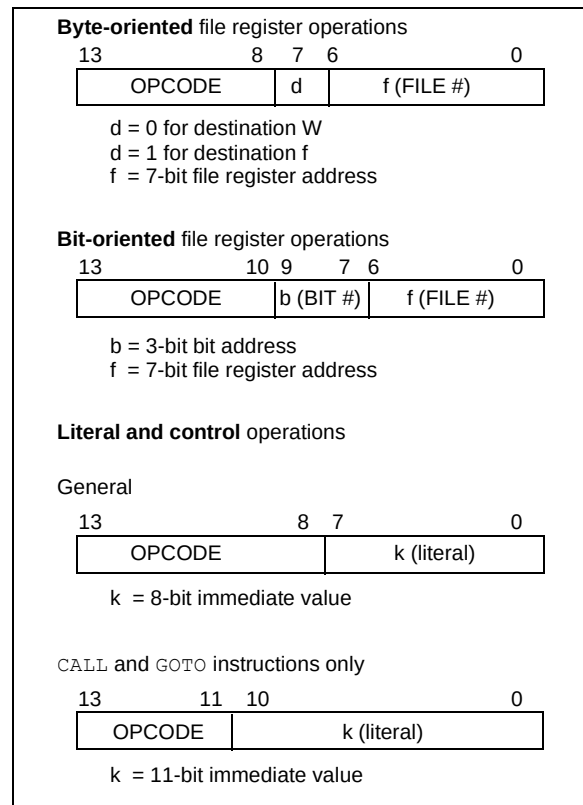 Byte-oriented file register operations
13 8 7 6 0
OPCODE d f (FILE #)
d = 0 for destination W
d = 1 for destination f
f = 7-bit file register address
Bit-oriented file register operations
13 10 9 7 6 0
OPCODE b (BIT #) f (FILE #)
b = 3-bit bit address
f = 7-bit file register address
Literal and control operations
General
13 8 7 0
OPCODE k (literal)
k = 8-bit immediate value
CALL and GOTO instructions only
13 11 10 0
OPCODE k (literal)
k = 11-bit immediate value